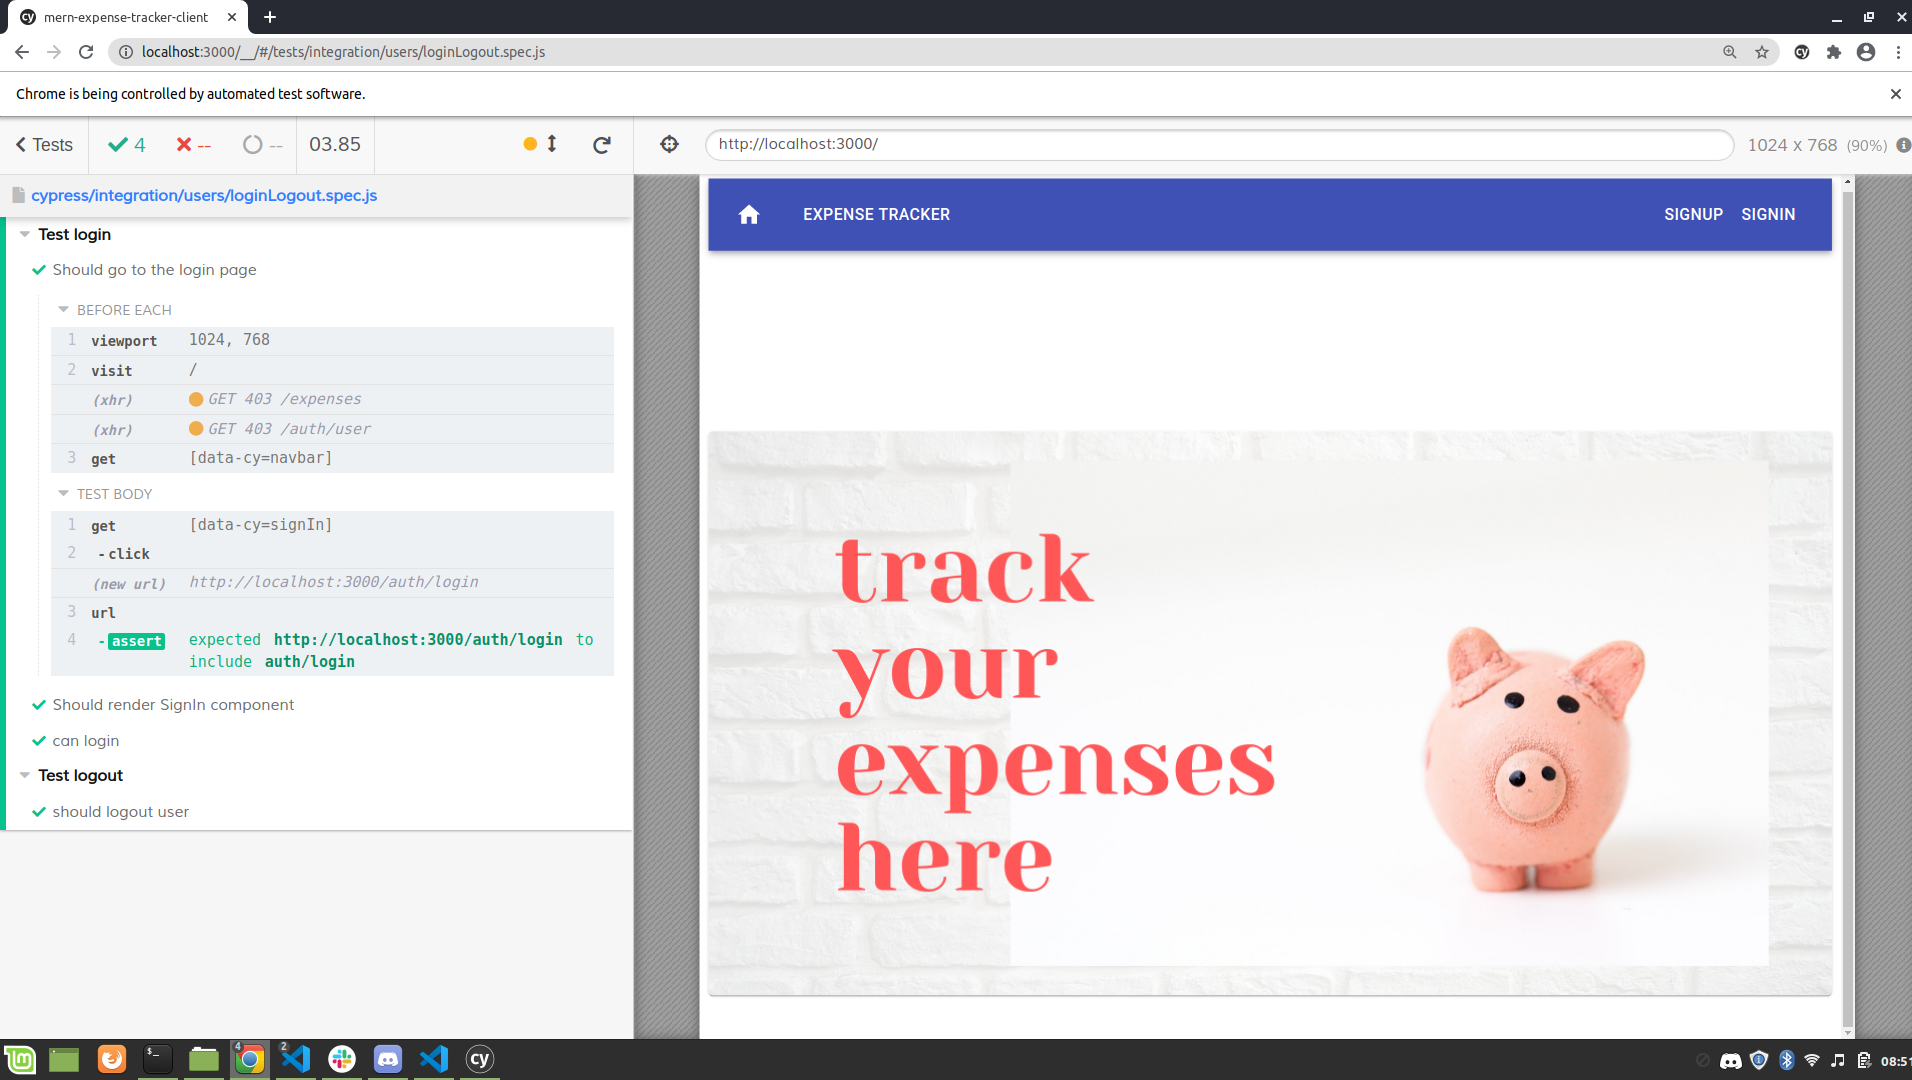 mern-expense-tracker-client
localhost:3000/__/#/tests/integration/users/loginLogout.spec.js
Chrome is being controlled by automated test software.
Tests 4 -- -- 03.85
http://localhost:3000/
1024 x 768 (90%)
cypress/integration/users/loginLogout.spec.js
Test login
Should go to the login page
BEFORE EACH
1 viewport 1024, 768
2 visit /
(xhr) GET 403 /expenses
(xhr) GET 403 /auth/user
3 get [data-cy=navbar]
TEST BODY
1 get [data-cy=signIn]
2 -click
(new url) http://localhost:3000/auth/login
3 url
4 -assert expected http://localhost:3000/auth/login to
include auth/login
Should render SignIn component
can login
Test logout
should logout user
EXPENSE TRACKER SIGNUP SIGNIN
track
your
expenses
here
4 2 cy